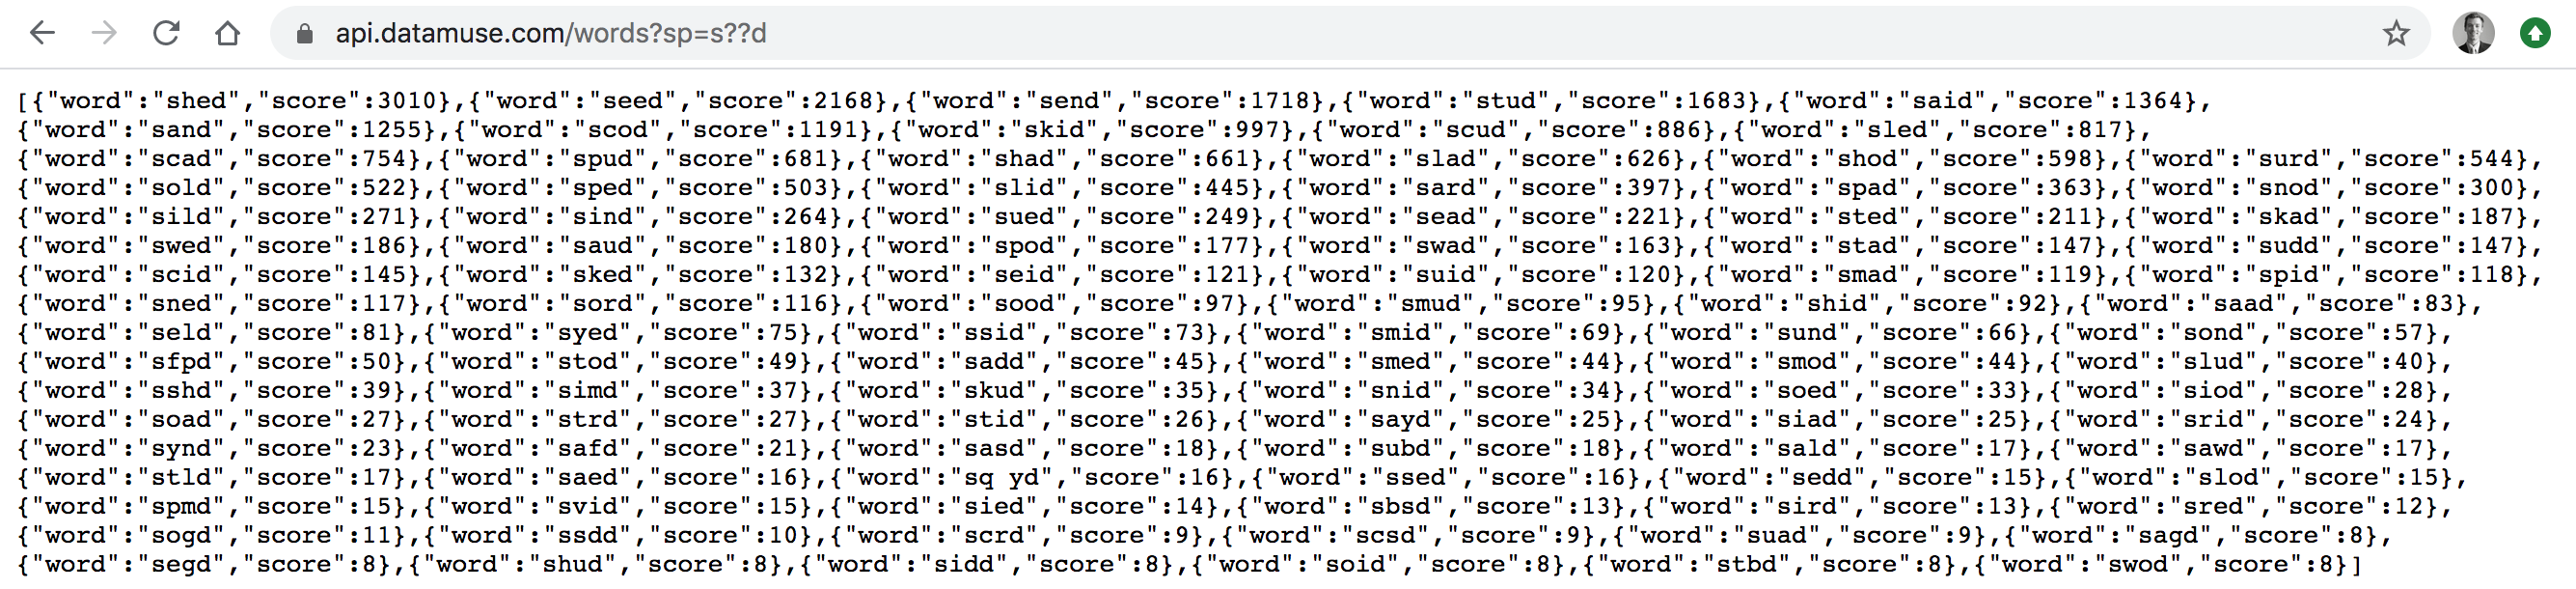 api.datamuse.com/words?sp=s??d
[{"word":"shed","score":3010},{"word":"seed","score":2168},{"word":"send","score":1718},{"word":"stud","score":1683},{"word":"said","score":1364},
{"word":"sand","score":1255},{"word":"scod","score":1191},{"word":"skid","score":997},{"word":"scud","score":886},{"word":"sled","score":817},
{"word":"scad","score":754},{"word":"spud","score":681},{"word":"shad","score":661},{"word":"slad","score":626},{"word":"shod","score":598},{"word":"surd","score":544},
{"word":"sold","score":522},{"word":"sped","score":503},{"word":"slid","score":445},{"word":"sard","score":397},{"word":"spad","score":363},{"word":"snod","score":300},
{"word":"sild","score":271},{"word":"sind","score":264},{"word":"sued","score":249},{"word":"sead","score":221},{"word":"sted","score":211},{"word":"skad","score":187},
{"word":"swed","score":186},{"word":"saud","score":180},{"word":"spod","score":177},{"word":"swad","score":163},{"word":"stad","score":147},{"word":"sudd","score":147},
{"word":"scid","score":145},{"word":"sked","score":132},{"word":"seid","score":121},{"word":"suid","score":120},{"word":"smad","score":119},{"word":"spid","score":118},
{"word":"sned","score":117},{"word":"sord","score":116},{"word":"sood","score":97},{"word":"smud","score":95},{"word":"shid","score":92},{"word":"saad","score":83},
{"word":"seld","score":81},{"word":"syed","score":75},{"word":"ssid","score":73},{"word":"smid","score":69},{"word":"sund","score":66},{"word":"sond","score":57},
{"word":"sfpd","score":50},{"word":"stod","score":49},{"word":"sadd","score":45},{"word":"smed","score":44},{"word":"smod","score":44},{"word":"slud","score":40},
{"word":"sshd","score":39},{"word":"simd","score":37},{"word":"skud","score":35},{"word":"snid","score":34},{"word":"soed","score":33},{"word":"siod","score":28},
{"word":"soad","score":27},{"word":"strd","score":27},{"word":"stid","score":26},{"word":"sayd","score":25},{"word":"siad","score":25},{"word":"srid","score":24},
{"word":"synd","score":23},{"word":"safd","score":21},{"word":"sasd","score":18},{"word":"subd","score":18},{"word":"sald","score":17},{"word":"sawd","score":17},
{"word":"stld","score":17},{"word":"saed","score":16},{"word":"sq yd","score":16},{"word":"ssed","score":16},{"word":"sedd","score":15},{"word":"slod","score":15},
{"word":"spmd","score":15},{"word":"svid","score":15},{"word":"sied","score":14},{"word":"sbsd","score":13},{"word":"sird","score":13},{"word":"sred","score":12},
{"word":"sogd","score":11},{"word":"ssdd","score":10},{"word":"scrd","score":9},{"word":"scsd","score":9},{"word":"suad","score":9},{"word":"sagd","score":8},
{"word":"segd","score":8},{"word":"shud","score":8},{"word":"sidd","score":8},{"word":"soid","score":8},{"word":"stbd","score":8},{"word":"swod","score":8}]